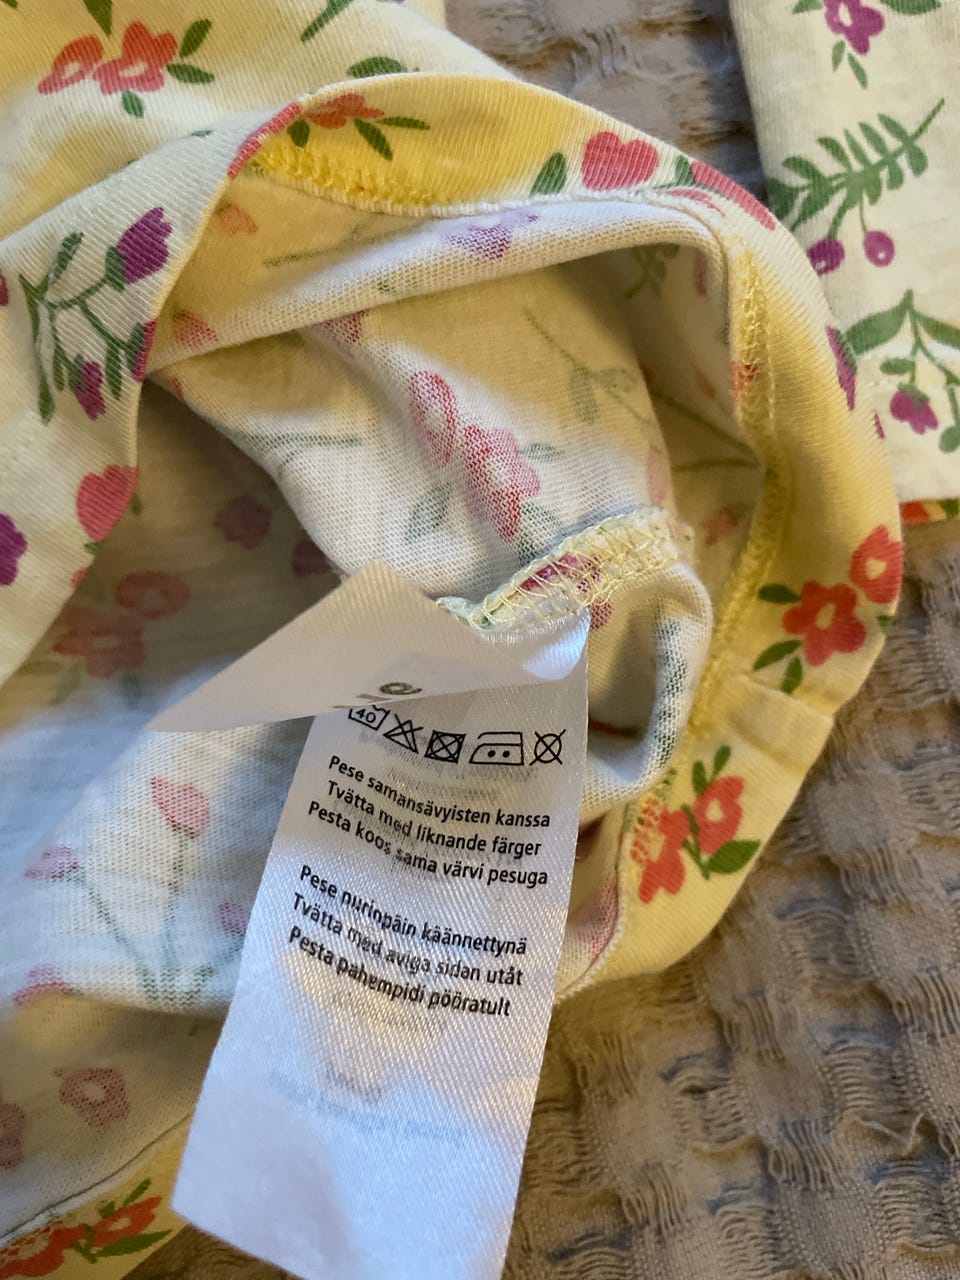 40
Pese samansävyisten kanssa
Tvätta med liknande färger
Pesta koos sama värvi pesuga
Pese nurinpäin käännettynä
Tvätta med aviga sidan utåt
Pesta pahempidi pööratult